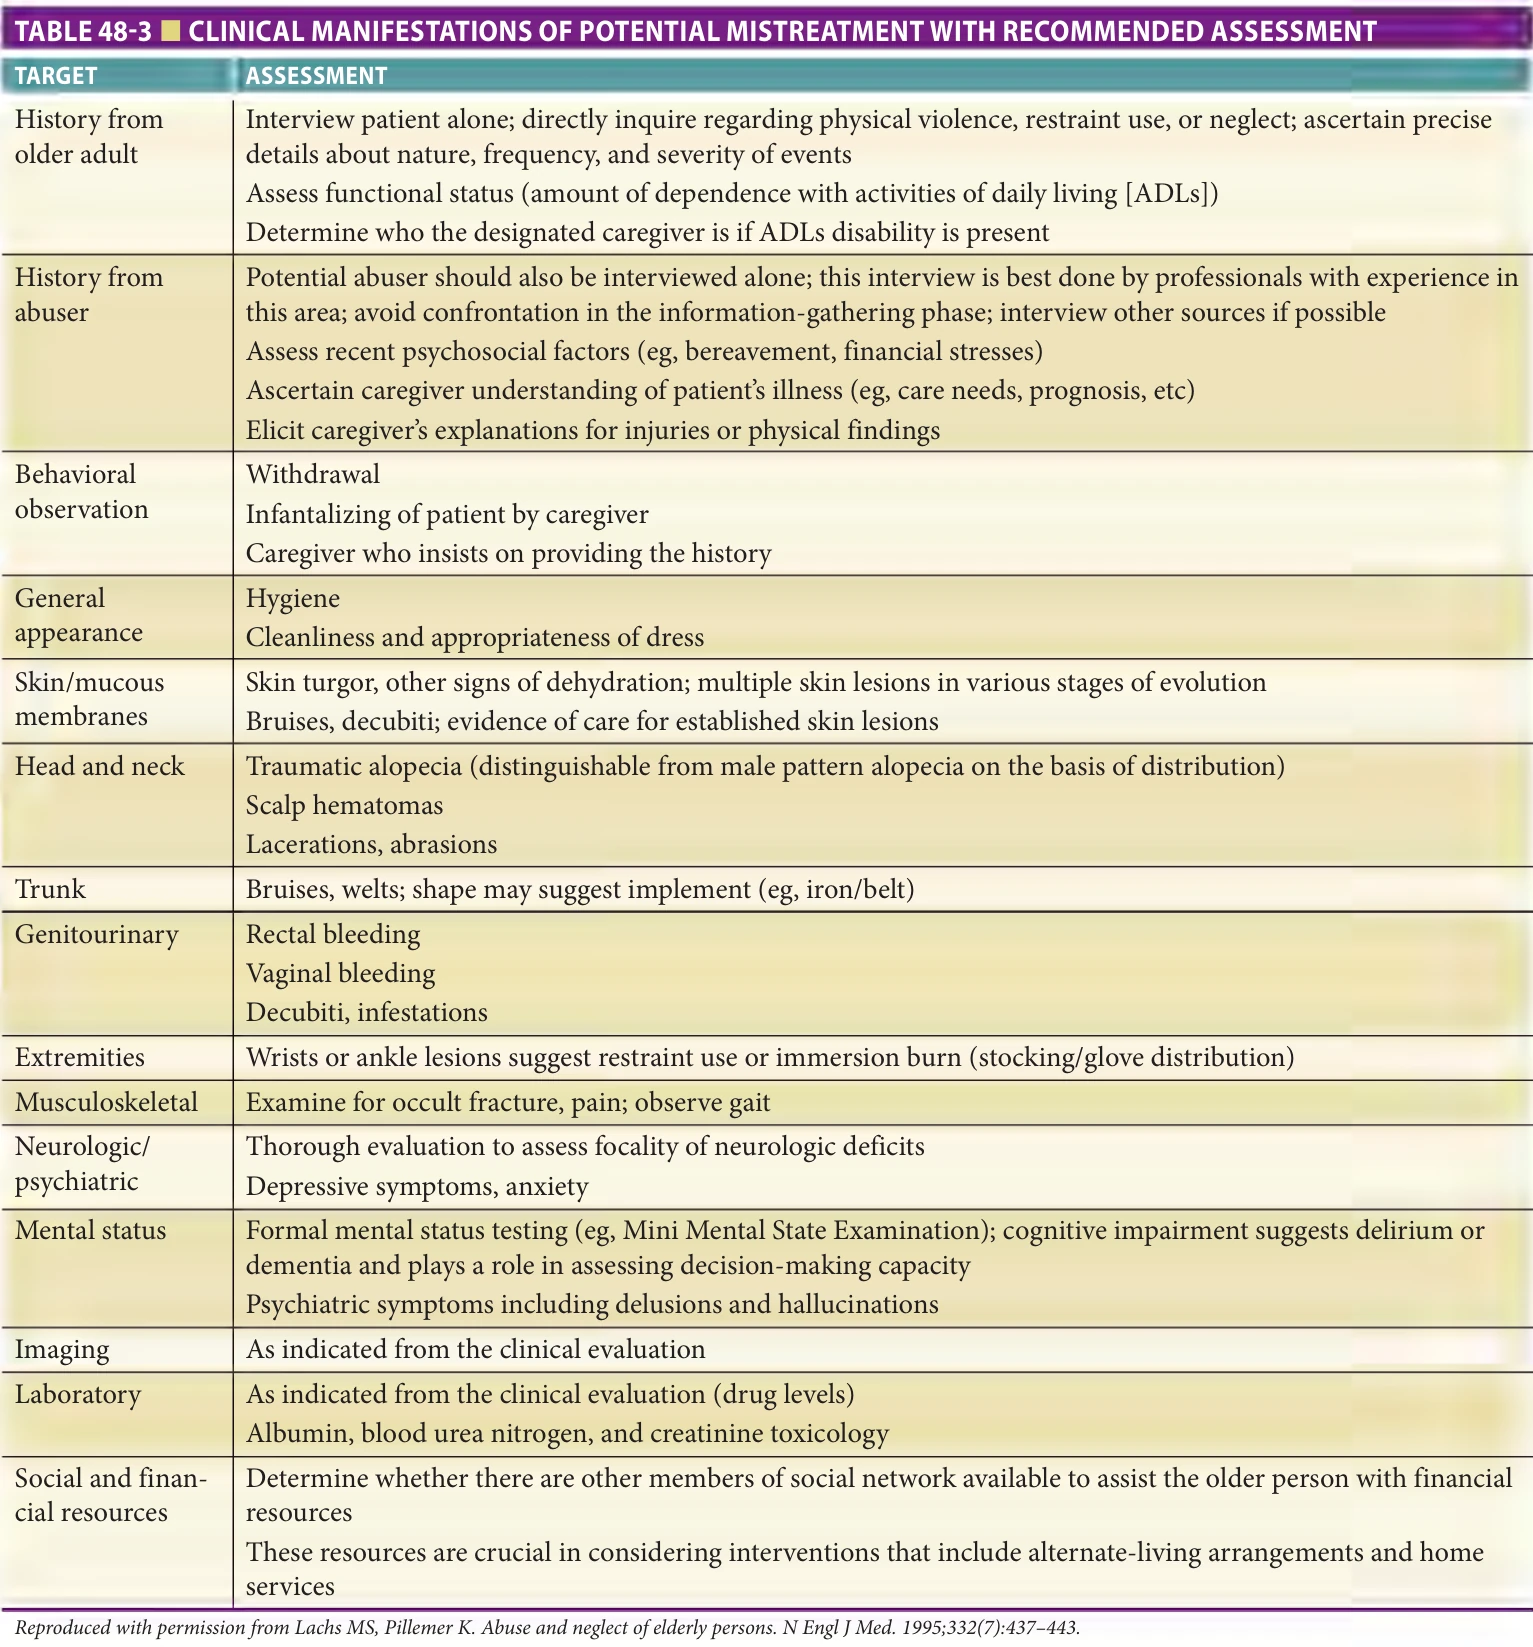 TABLE 48-3 ■ CLINICAL MANIFESTATIONS OF POTENTIAL MISTREATMENT WITH RECOMMENDED ASSESSMENT
TARGET ASSESSMENT
History from
older adult
Interview patient alone; directly inquire regarding physical violence, restraint use, or neglect; ascertain precise
details about nature, frequency, and severity of events
Assess functional status (amount of dependence with activities of daily living [ADLs])
Determine who the designated caregiver is if ADLs disability is present
History from
abuser
Potential abuser should also be interviewed alone; this interview is best done by professionals with experience in
this area; avoid confrontation in the information-gathering phase; interview other sources if possible
Assess recent psychosocial factors (eg, bereavement, financial stresses)
Ascertain caregiver understanding of patient's illness (eg, care needs, prognosis, etc)
Elicit caregiver's explanations for injuries or physical findings
Behavioral
observation
Withdrawal
Infantalizing of patient by caregiver
Caregiver who insists on providing the history
General
appearance
Hygiene
Cleanliness and appropriateness of dress
Skin/mucous
membranes
Skin turgor, other signs of dehydration; multiple skin lesions in various stages of evolution
Bruises, decubiti; evidence of care for established skin lesions
Head and neck
Traumatic alopecia (distinguishable from male pattern alopecia on the basis of distribution)
Scalp hematomas
Lacerations, abrasions
Trunk
Bruises, welts; shape may suggest implement (eg, iron/belt)
Genitourinary
Rectal bleeding
Vaginal bleeding
Decubiti, infestations
Extremities
Wrists or ankle lesions suggest restraint use or immersion burn (stocking/glove distribution)
Musculoskeletal
Examine for occult fracture, pain; observe gait
Neurologic/
psychiatric
Thorough evaluation to assess focality of neurologic deficits
Depressive symptoms, anxiety
Mental status
Formal mental status testing (eg, Mini Mental State Examination); cognitive impairment suggests delirium or
dementia and plays a role in assessing decision-making capacity
Psychiatric symptoms including delusions and hallucinations
Imaging
As indicated from the clinical evaluation
Laboratory
As indicated from the clinical evaluation (drug levels)
Albumin, blood urea nitrogen, and creatinine toxicology
Social and finan-
cial resources
Determine whether there are other members of social network available to assist the older person with financial
resources
These resources are crucial in considering interventions that include alternate-living arrangements and home
services
Reproduced with permission from Lachs MS, Pillemer K. Abuse and neglect of elderly persons. N Engl J Med. 1995;332(7):437–443.